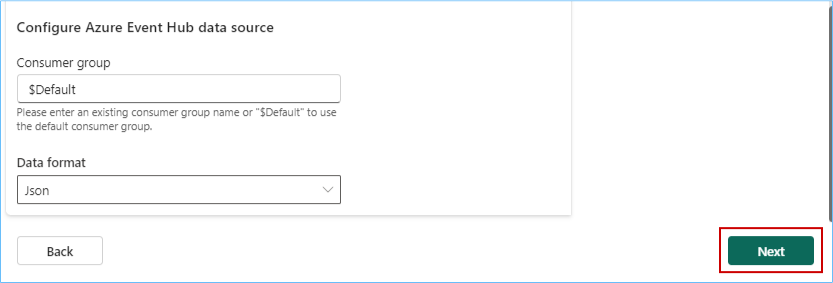 Configure Azure Event Hub data source
Consumer group
$Default
Please enter an existing consumer group name or "$Default" to use
the default consumer group.
Data format
Json
Back
Next